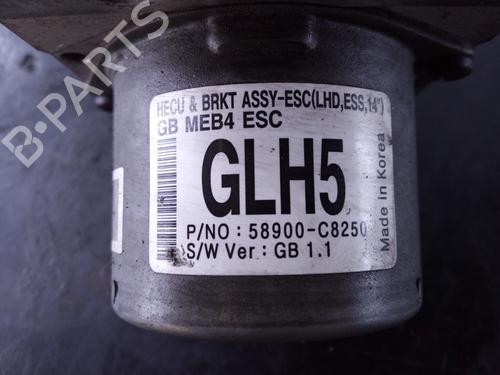 HECU & BRKT ASSY-ESC(LHD,ESS,14")
GB MEB4 ESC
GLH5
P/NO : 58900-C8250
S/W Ver : GB 1.1
Made in Korea
B-PARTS